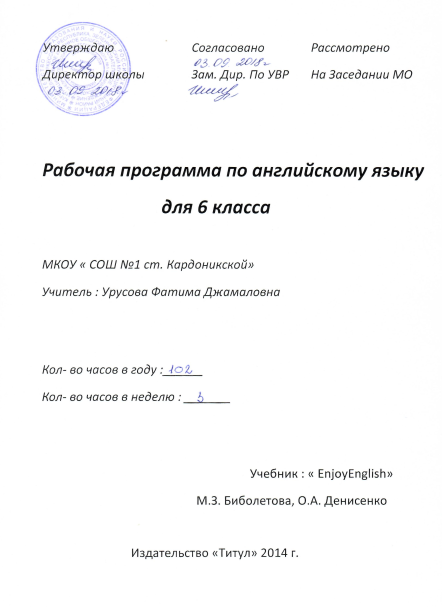 Утверждаю Согласовано Рассмотрено
03.09 2018г
Директор школы Зам. Дир. По УВР На Заседании МО
03.09 2018г
Рабочая программа по английскому языку
для 6 класса
МКОУ « СОШ №1 ст. Кардоникской»
Учитель : Урусова Фатима Джамаловна
Кол- во часов в году : 102
Кол- во часов в неделю : 3
Учебник : « EnjoyEnglish»
М.З. Биболетова, О.А. Денисенко
Издательство «Титул» 2014 г.